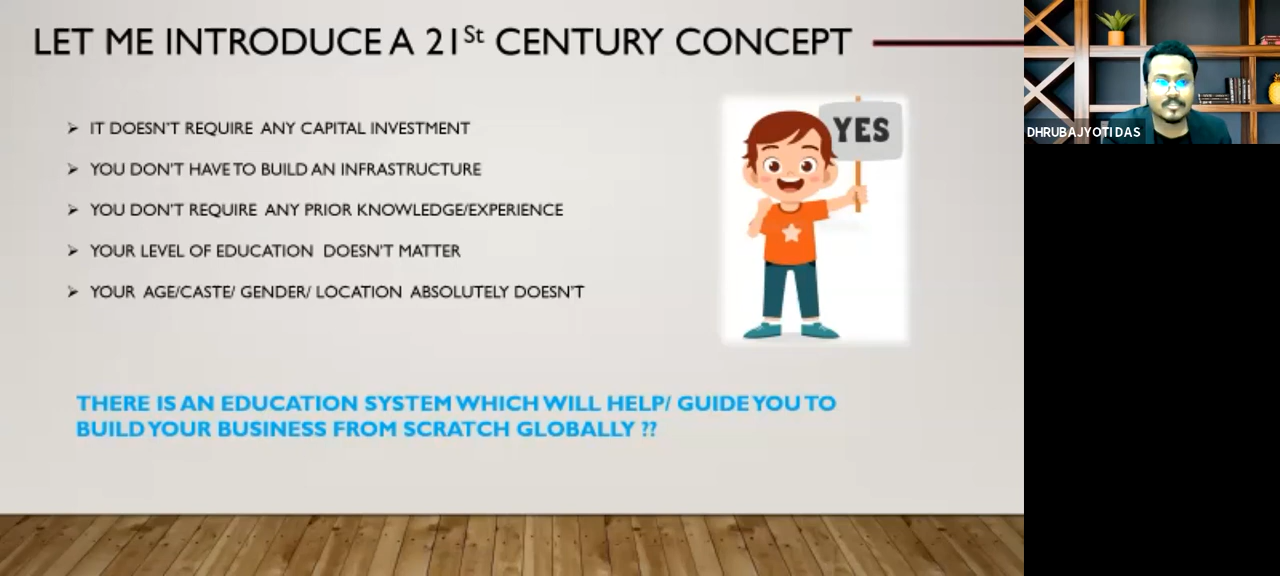 LET ME INTRODUCE A 21St CENTURY CONCEPT
➢ IT DOESN'T REQUIRE ANY CAPITAL INVESTMENT
➢ YOU DON'T HAVE TO BUILD AN INFRASTRUCTURE
➢ YOU DON'T REQUIRE ANY PRIOR KNOWLEDGE/EXPERIENCE
➢ YOUR LEVEL OF EDUCATION DOESN'T MATTER
➢ YOUR AGE/CASTE/ GENDER/ LOCATION ABSOLUTELY DOESN'T
YES
THERE IS AN EDUCATION SYSTEM WHICH WILL HELP/ GUIDE YOU TO
BUILD YOUR BUSINESS FROM SCRATCH GLOBALLY ??
DHRUBAJYOTI DAS